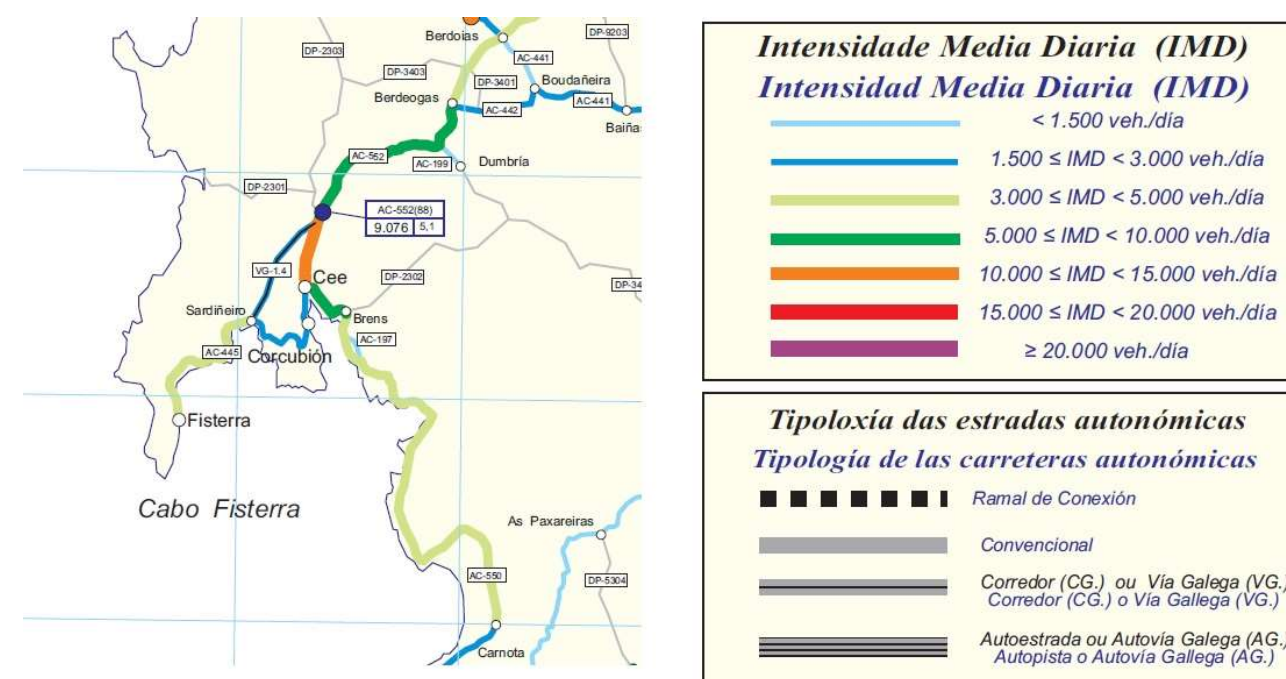 Berdoias
DP-9203
DP-2303
AC-441
DP-3403
DP-3401
Boudañeira
Berdeogas
AC-442
AC-441
Baiña
AC-552
AC-199
Dumbría
DP-2301
AC-552(88)
9.076 5,1
VG-1.4
Cee
DP-2302
DP-34
Sardiñeiro
Brens
AC-197
AC-445
Corcubión
Fisterra
Cabo Fisterra
As Paxareiras
AC-550
DP-5304
Carnota
Intensidade Media Diaria (IMD)
Intensidad Media Diaria (IMD)
< 1.500 veh./día
1.500 ≤ IMD < 3.000 veh./día
3.000 ≤ IMD < 5.000 veh./día
5.000 ≤ IMD < 10.000 veh./día
10.000 ≤ IMD < 15.000 veh./día
15.000 ≤ IMD < 20.000 veh./día
≥ 20.000 veh./día
Tipoloxía das estradas autonómicas
Tipología de las carreteras autonómicas
Ramal de Conexión
Convencional
Corredor (CG.) ou Vía Galega (VG.)
Corredor (CG.) o Vía Gallega (VG.)
Autoestrada ou Autovía Galega (AG.)
Autopista o Autovía Gallega (AG.)